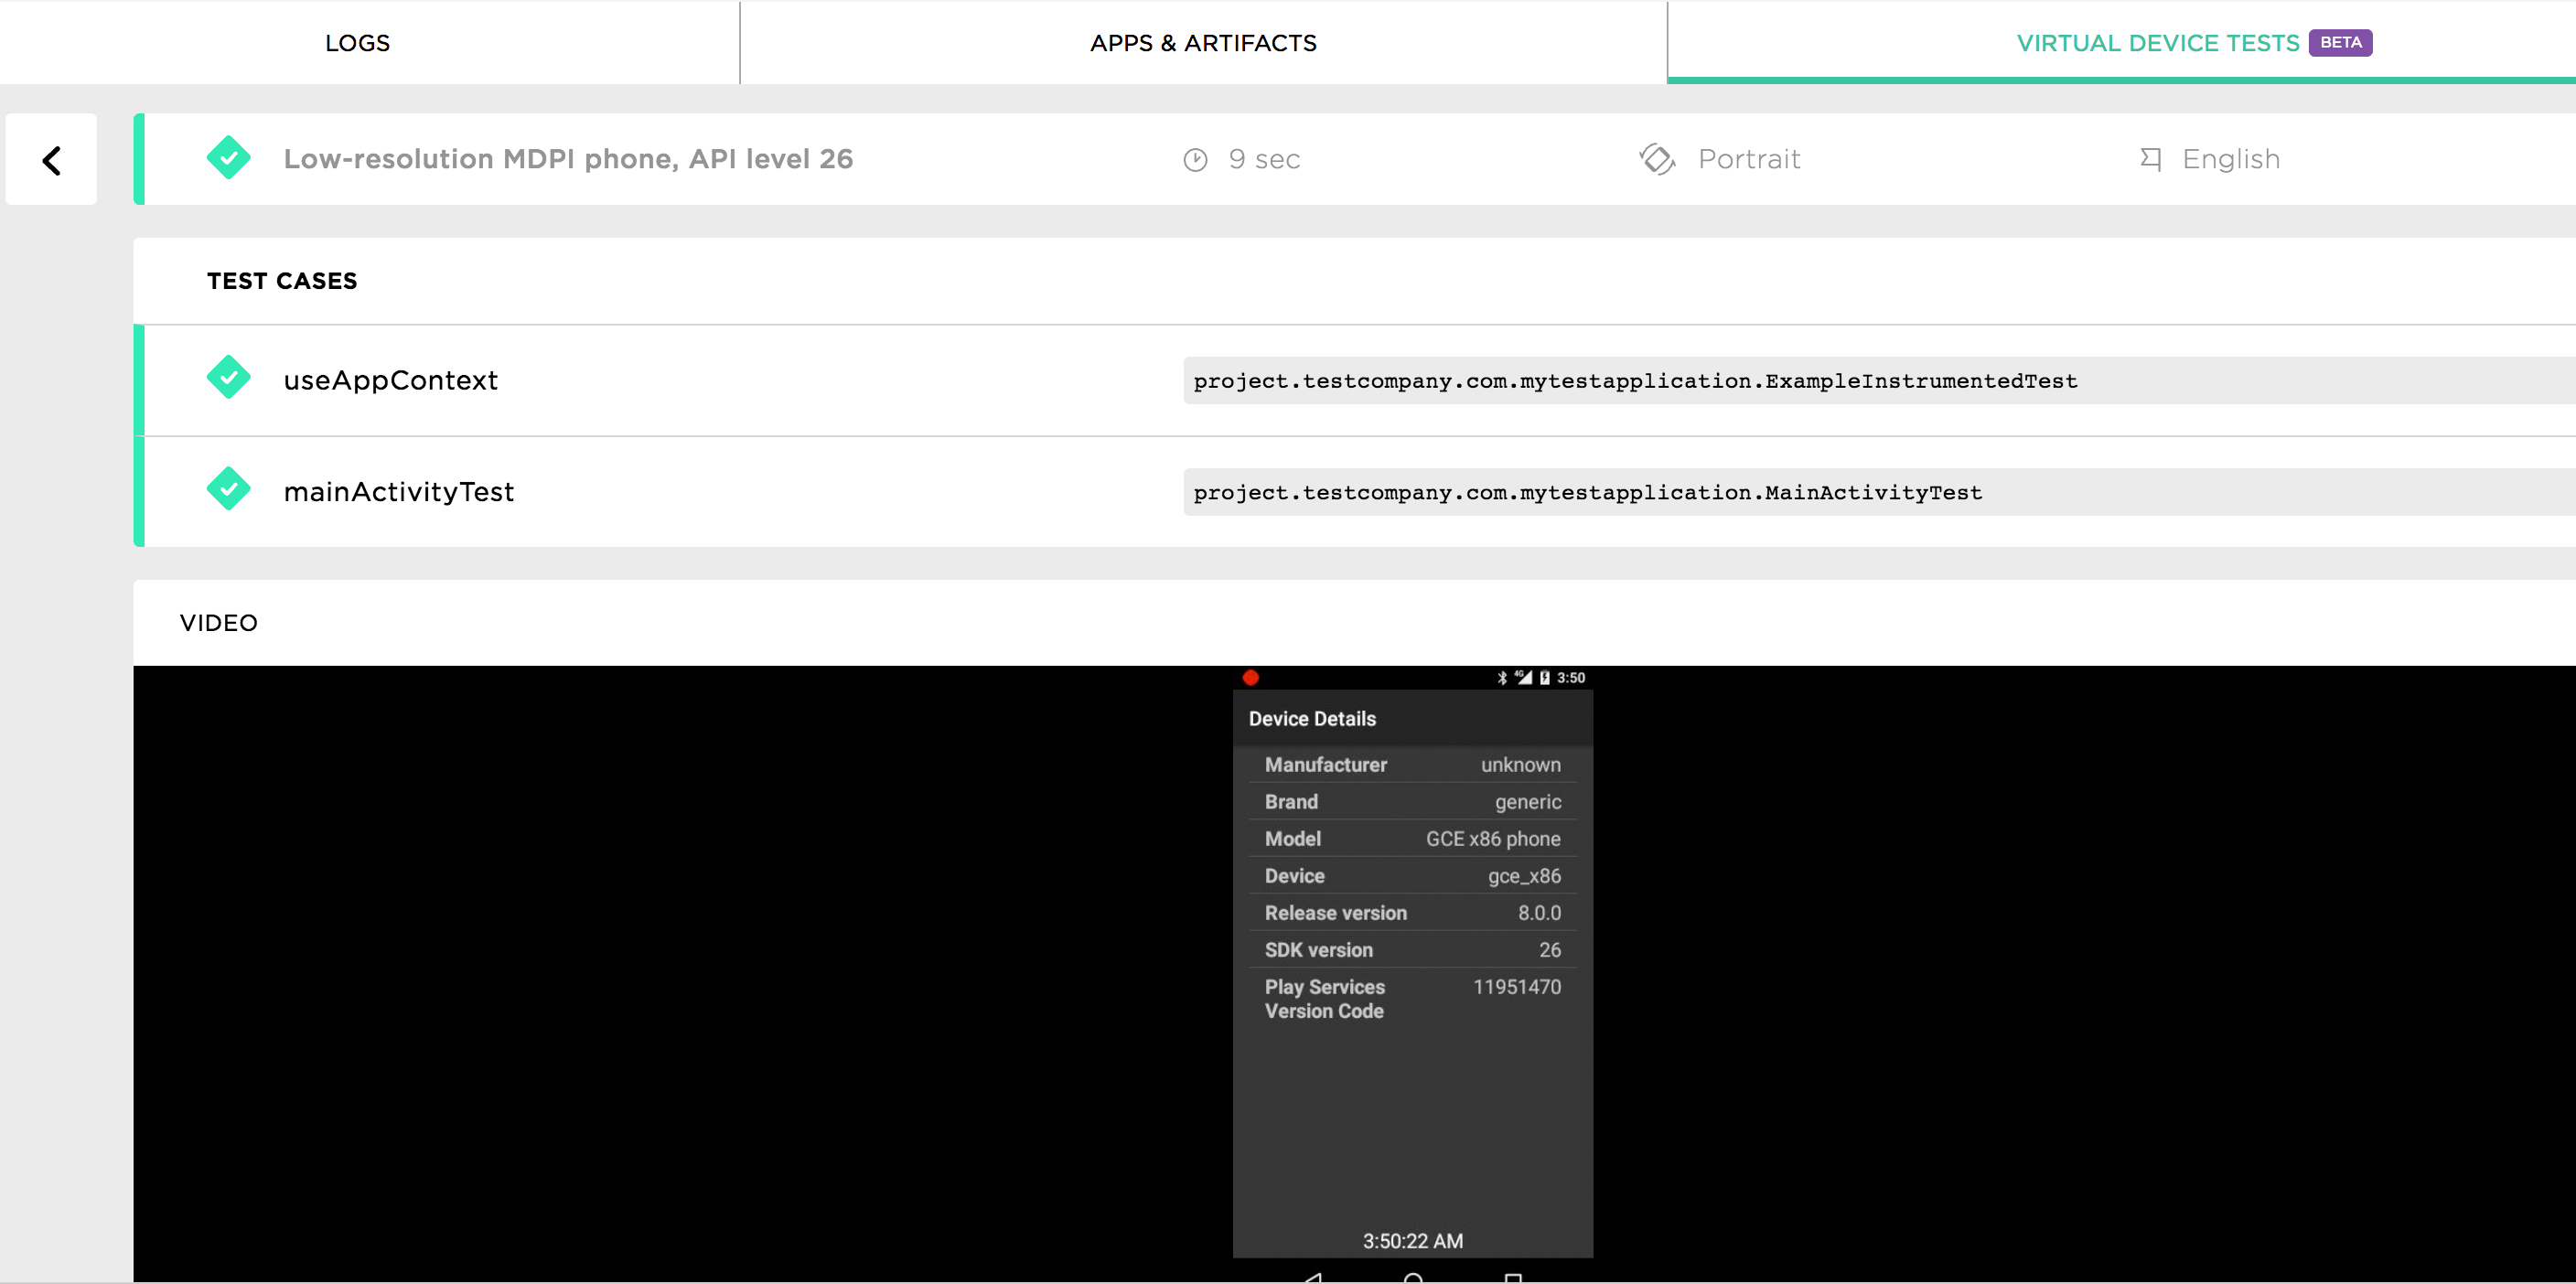 LOGS
APPS & ARTIFACTS
VIRTUAL DEVICE TESTS BETA
Low-resolution MDPI phone, API level 26
9 sec
Portrait
English
TEST CASES
useAppContext
project.testcompany.com.mytestapplication.ExampleInstrumentedTest
mainActivityTest
project.testcompany.com.mytestapplication.MainActivityTest
VIDEO
4G 3:50
Device Details
Manufacturer unknown
Brand generic
Model GCE x86 phone
Device gce_x86
Release version 8.0.0
SDK version 26
Play Services 11951470
Version Code
3:50:22 AM